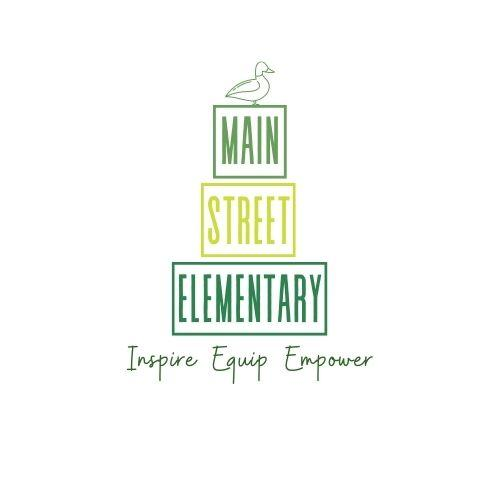 MAIN
STREET
ELEMENTARY
Inspire Equip Empower